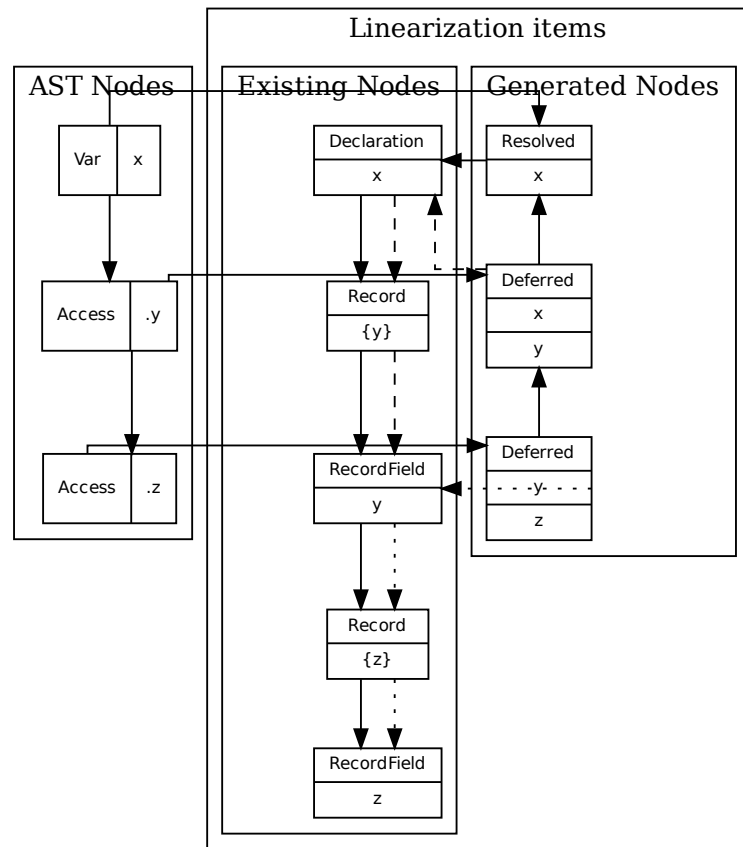 Linearization items
AST Nodes
Existing Nodes
Generated Nodes
Var
x
Access
.y
Access
.z
Declaration
x
Record
{y}
RecordField
y
Record
{z}
RecordField
z
Resolved
x
Deferred
x
y
Deferred
y
z